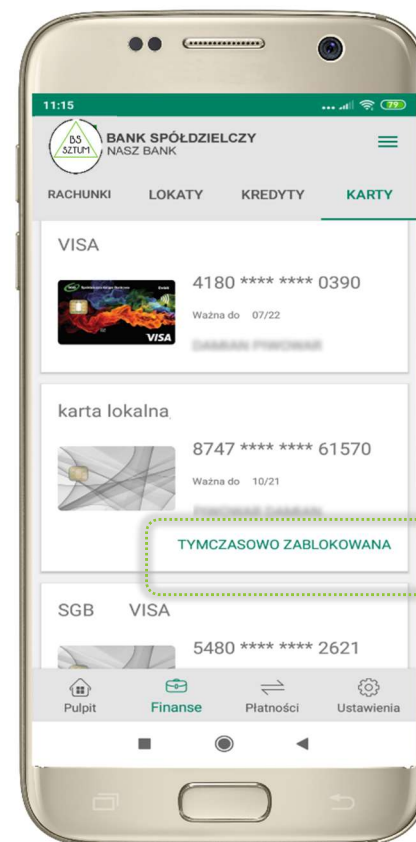 11:15
79
BS
SZTUM
BANK SPÓŁDZIELCZY
NASZ BANK
RACHUNKI LOKATY KREDYTY KARTY
VISA
4180 **** **** 0390
Ważna do 07/22
VISA
karta lokalna
8747 **** **** 61570
Ważna do 10/21
TYMCZASOWO ZABLOKOWANA
SGB VISA
5480 **** **** 2621
Pulpit Finanse Płatności Ustawienia